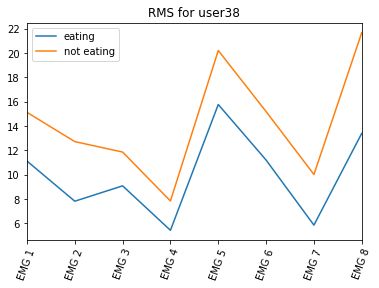 RMS for user38
eating
not eating
22
20
18
16
14
12
10
8
6
EMG 1
EMG 2
EMG 3
EMG 4
EMG 5
EMG 6
EMG 7
EMG 8